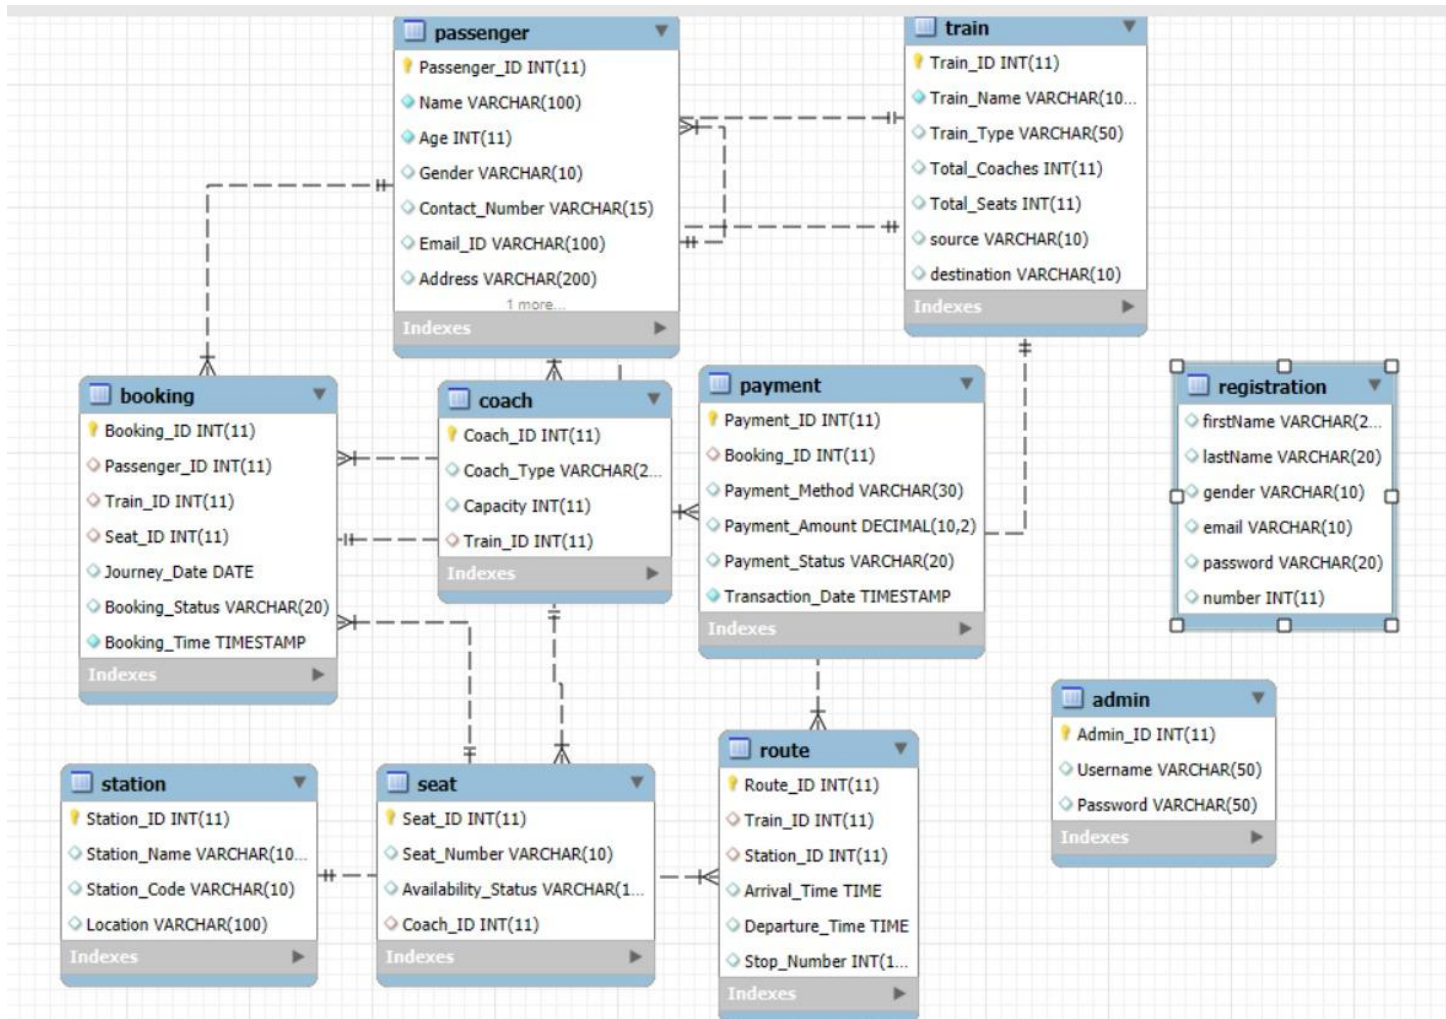 passenger
Passenger_ID INT(11)
Name VARCHAR(100)
Age INT(11)
Gender VARCHAR(10)
Contact_Number VARCHAR(15)
Email_ID VARCHAR(100)
Address VARCHAR(200)
1 more...
Indexes
train
Train_ID INT(11)
Train_Name VARCHAR(10...
Train_Type VARCHAR(50)
Total_Coaches INT(11)
Total_Seats INT(11)
source VARCHAR(10)
destination VARCHAR(10)
Indexes
booking
Booking_ID INT(11)
Passenger_ID INT(11)
Train_ID INT(11)
Seat_ID INT(11)
Journey_Date DATE
Booking_Status VARCHAR(20)
Booking_Time TIMESTAMP
Indexes
coach
Coach_ID INT(11)
Coach_Type VARCHAR(2...
Capacity INT(11)
Train_ID INT(11)
Indexes
payment
Payment_ID INT(11)
Booking_ID INT(11)
Payment_Method VARCHAR(30)
Payment_Amount DECIMAL(10,2)
Payment_Status VARCHAR(20)
Transaction_Date TIMESTAMP
Indexes
registration
firstName VARCHAR(2...
lastName VARCHAR(20)
gender VARCHAR(10)
email VARCHAR(10)
password VARCHAR(20)
number INT(11)
station
Station_ID INT(11)
Station_Name VARCHAR(10...
Station_Code VARCHAR(10)
Location VARCHAR(100)
Indexes
seat
Seat_ID INT(11)
Seat_Number VARCHAR(10)
Availability_Status VARCHAR(1...
Coach_ID INT(11)
Indexes
route
Route_ID INT(11)
Train_ID INT(11)
Station_ID INT(11)
Arrival_Time TIME
Departure_Time TIME
Stop_Number INT(1...
Indexes
admin
Admin_ID INT(11)
Username VARCHAR(50)
Password VARCHAR(50)
Indexes